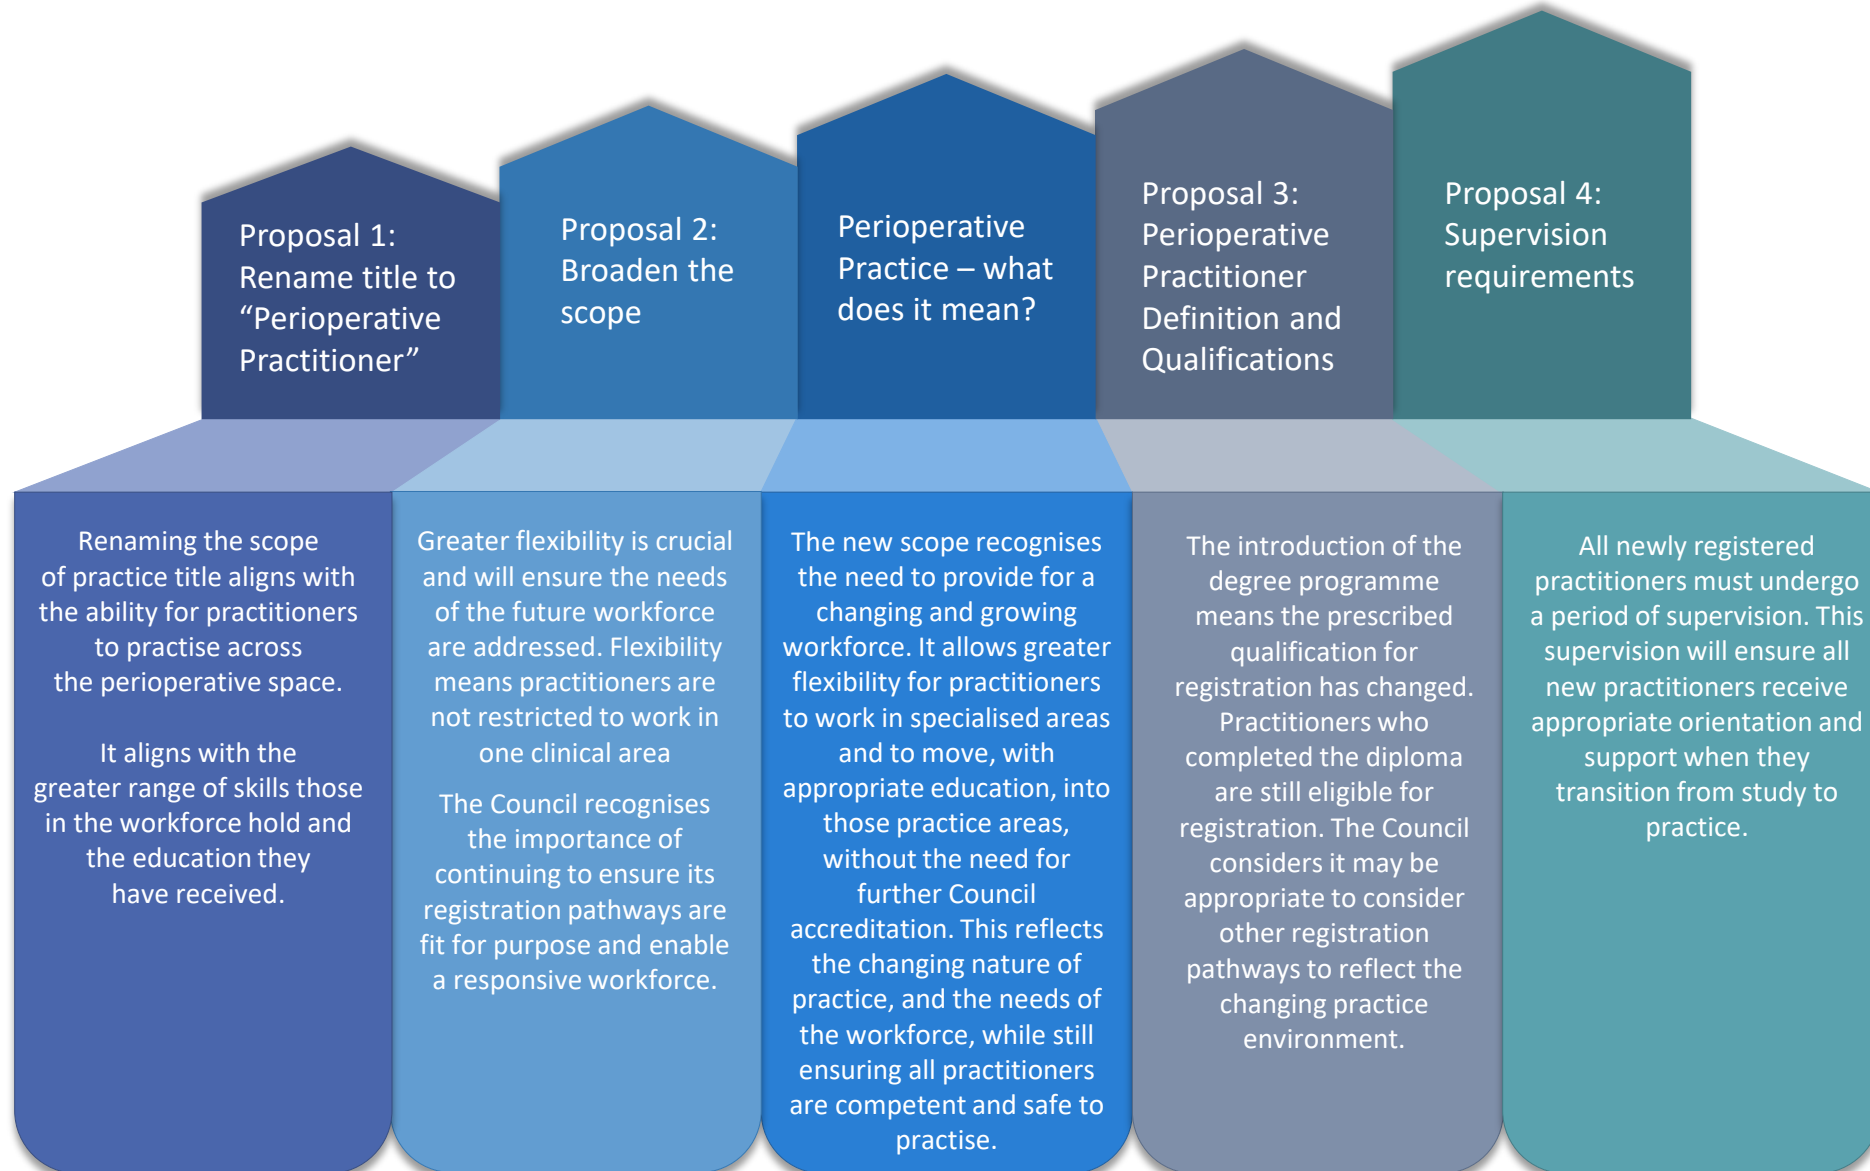 Proposal 1:
Rename title to
“Perioperative
Practitioner”
Proposal 2:
Broaden the
scope
Perioperative
Practice – what
does it mean?
Proposal 3:
Perioperative
Practitioner
Definition and
Qualifications
Proposal 4:
Supervision
requirements
Renaming the scope
of practice title aligns with
the ability for practitioners
to practise across
the perioperative space.
It aligns with the
greater range of skills those
in the workforce hold and
the education they
have received.
Greater flexibility is crucial
and will ensure the needs
of the future workforce
are addressed. Flexibility
means practitioners are
not restricted to work in
one clinical area
The Council recognises
the importance of
continuing to ensure its
registration pathways are
fit for purpose and enable
a responsive workforce.
The new scope recognises
the need to provide for a
changing and growing
workforce. It allows greater
flexibility for practitioners
to work in specialised areas
and to move, with
appropriate education, into
those practice areas,
without the need for
further Council
accreditation. This reflects
the changing nature of
practice, and the needs of
the workforce, while still
ensuring all practitioners
are competent and safe to
practise.
The introduction of the
degree programme
means the prescribed
qualification for
registration has changed.
Practitioners who
completed the diploma
are still eligible for
registration. The Council
considers it may be
appropriate to consider
other registration
pathways to reflect the
changing practice
environment.
All newly registered
practitioners must undergo
a period of supervision. This
supervision will ensure all
new practitioners receive
appropriate orientation and
support when they
transition from study to
practice.